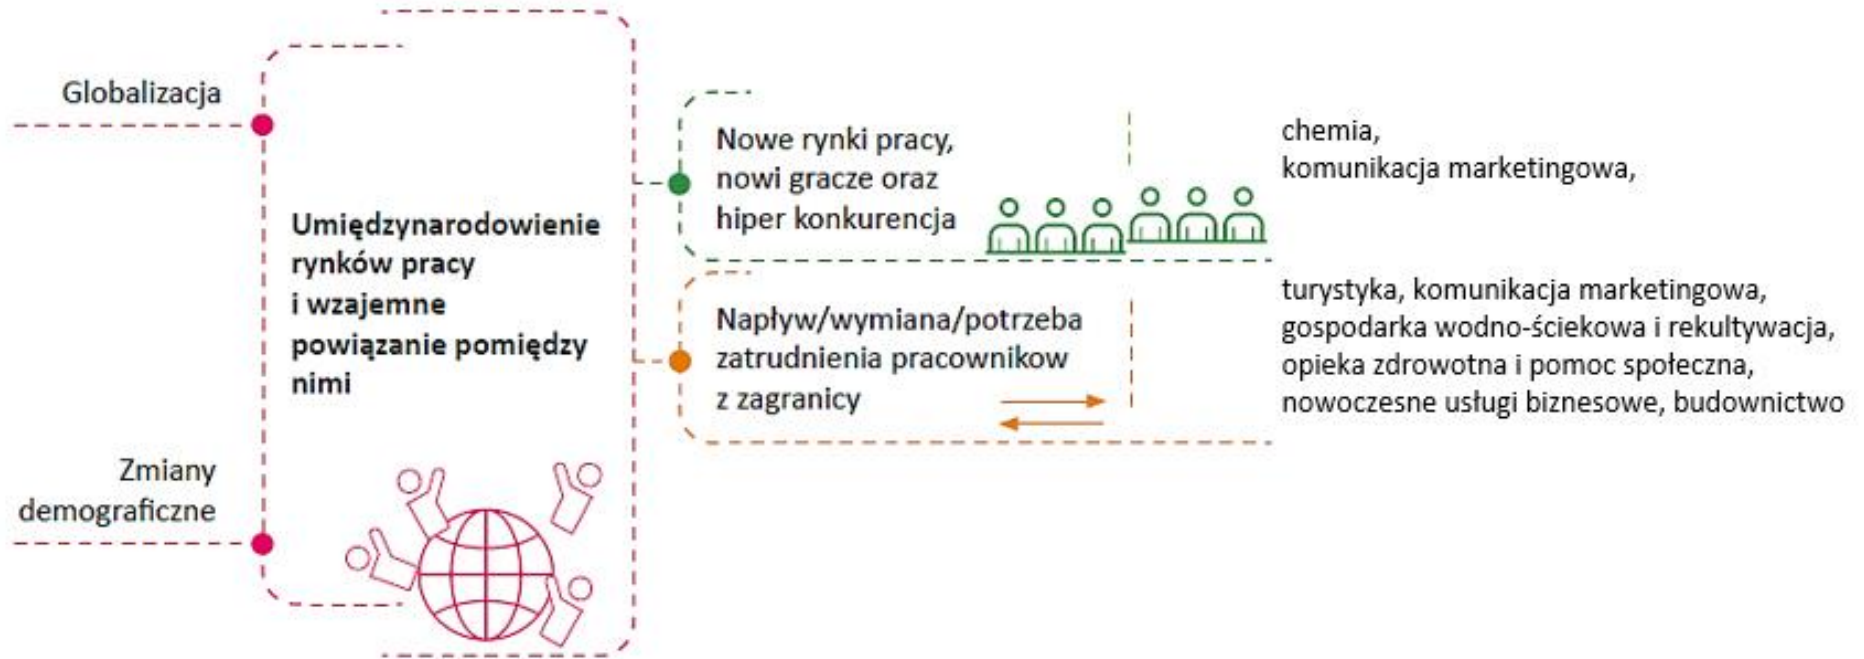 Globalizacja
Zmiany
demograficzne
Umiędzynarodowienie
rynków pracy
i wzajemne
powiązanie pomiędzy
nimi
Nowe rynki pracy,
nowi gracze oraz
hiper konkurencja
chemia,
komunikacja marketingowa,
Napływ/wymiana/potrzeba
zatrudnienia pracownikow
z zagranicy
turystyka, komunikacja marketingowa,
gospodarka wodno-ściekowa i rekultywacja,
opieka zdrowotna i pomoc społeczna,
nowoczesne usługi biznesowe, budownictwo